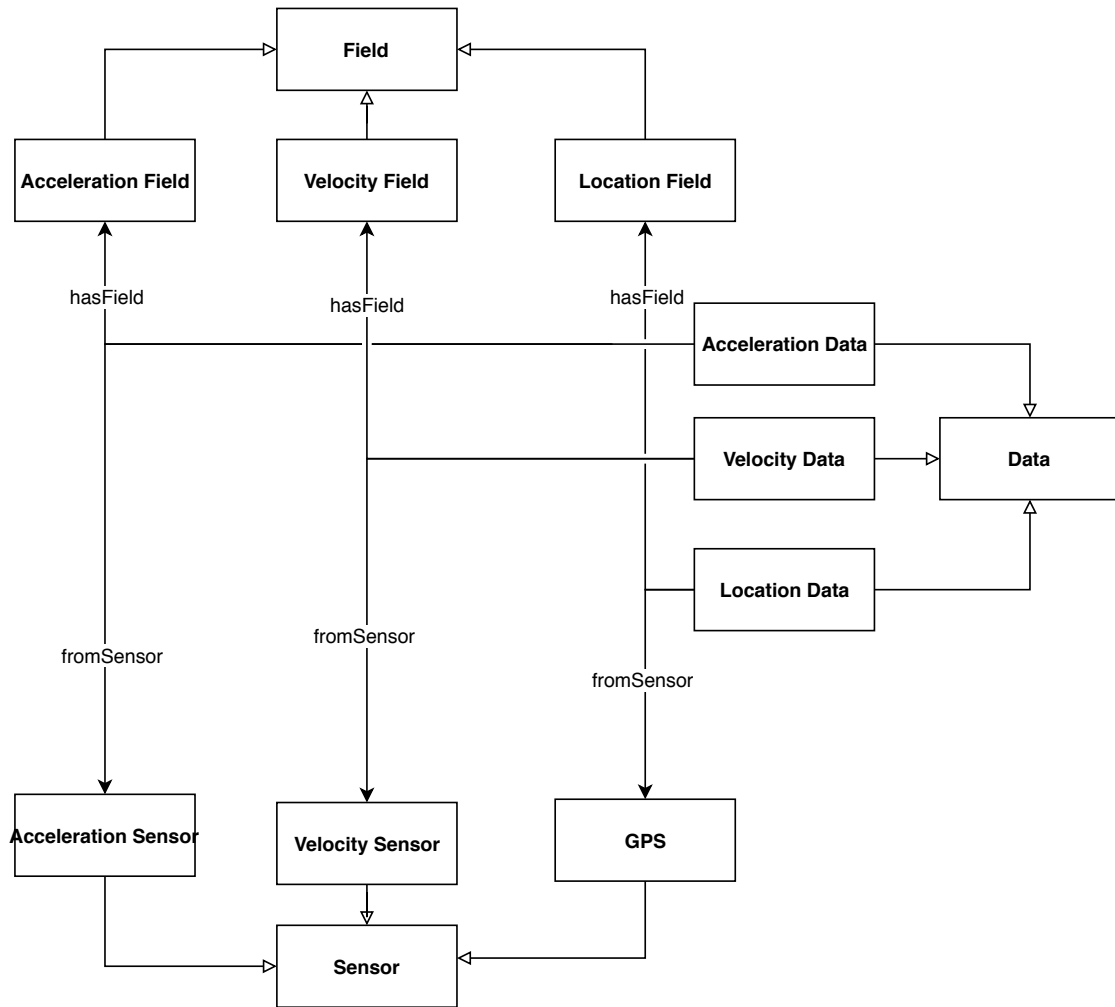 Field
Acceleration Field
Velocity Field
Location Field
hasField
hasField
hasField
Acceleration Data
Velocity Data
Data
Location Data
fromSensor
fromSensor
fromSensor
Acceleration Sensor
Velocity Sensor
GPS
Sensor